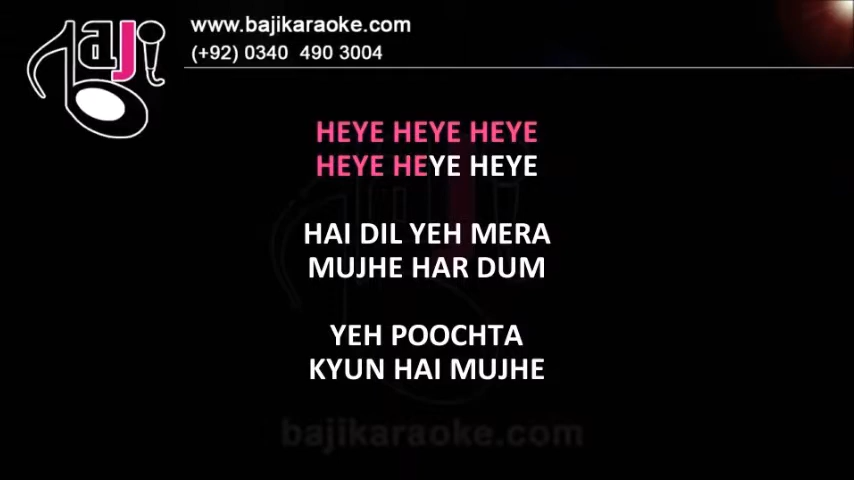 baji
www.bajikaraoke.com
(+92) 0340 490 3004
HEYE HEYE HEYE
HEYE HEYE HEYE
HAI DIL YEH MERA
MUJHE HAR DUM
YEH POOCHTA
KYUN HAI MUJHE
bajikaraoke.com